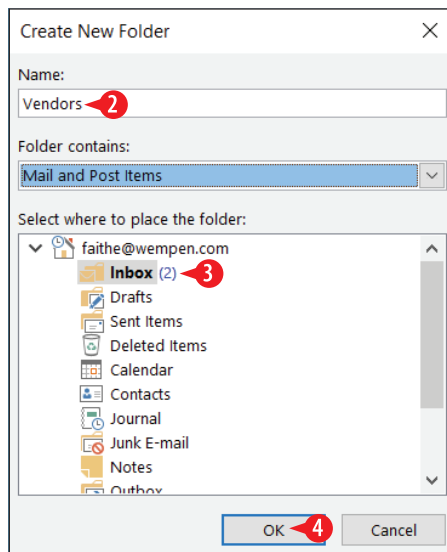 Create New Folder
Name:
Vendors 2
Folder contains:
Mail and Post Items
Select where to place the folder:
faithe@wempen.com
Inbox (2) 3
Drafts
Sent Items
Deleted Items
Calendar
Contacts
Journal
Junk E-mail
Notes
Outbox
OK 4 Cancel